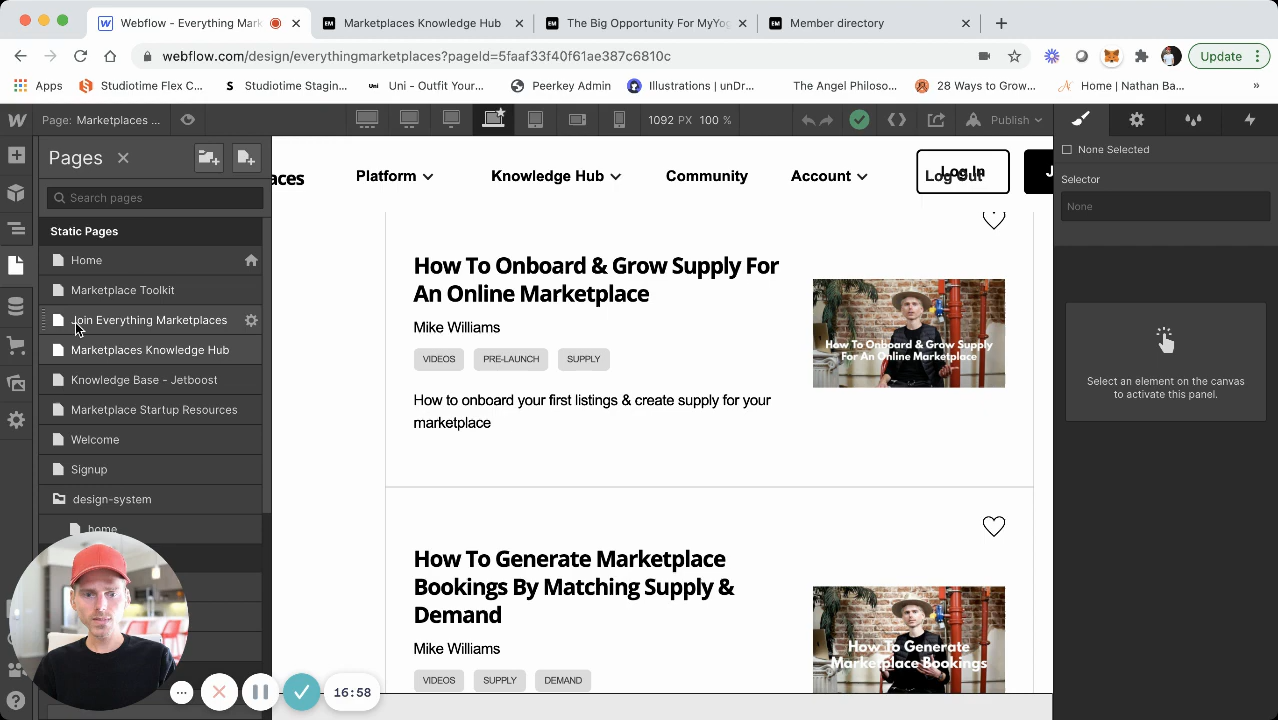 Webflow - Everything Mark
Marketplaces Knowledge Hub
The Big Opportunity For MyYog
Member directory
webflow.com/design/everythingmarketplaces?pageId=5faaf33f40f61ae387c6810c
Update
Apps
Studiotime Flex C...
Studiotime Stagin...
Uni - Outfit Your...
Peerkey Admin
Illustrations | unDr...
The Angel Philoso...
28 Ways to Grow...
Home | Nathan Ba...
»
Page: Marketplaces ...
1092 PX 100 %
Publish
Pages
Search pages
Static Pages
Home
Marketplace Toolkit
Join Everything Marketplaces
Marketplaces Knowledge Hub
Knowledge Base - Jetboost
Marketplace Startup Resources
Welcome
Signup
design-system
home
aces
Platform
Knowledge Hub
Community
Account
Log In
Log Out
J
How To Onboard & Grow Supply For
An Online Marketplace
Mike Williams
VIDEOS
PRE-LAUNCH
SUPPLY
How to onboard your first listings & create supply for your
marketplace
How To Onboard & Grow Supply
For An Online Marketplace
How To Generate Marketplace
Bookings By Matching Supply &
Demand
Mike Williams
VIDEOS
SUPPLY
DEMAND
How To Generate
Marketplace Bookings
None Selected
Selector
None
Select an element on the canvas
to activate this panel.
16:58